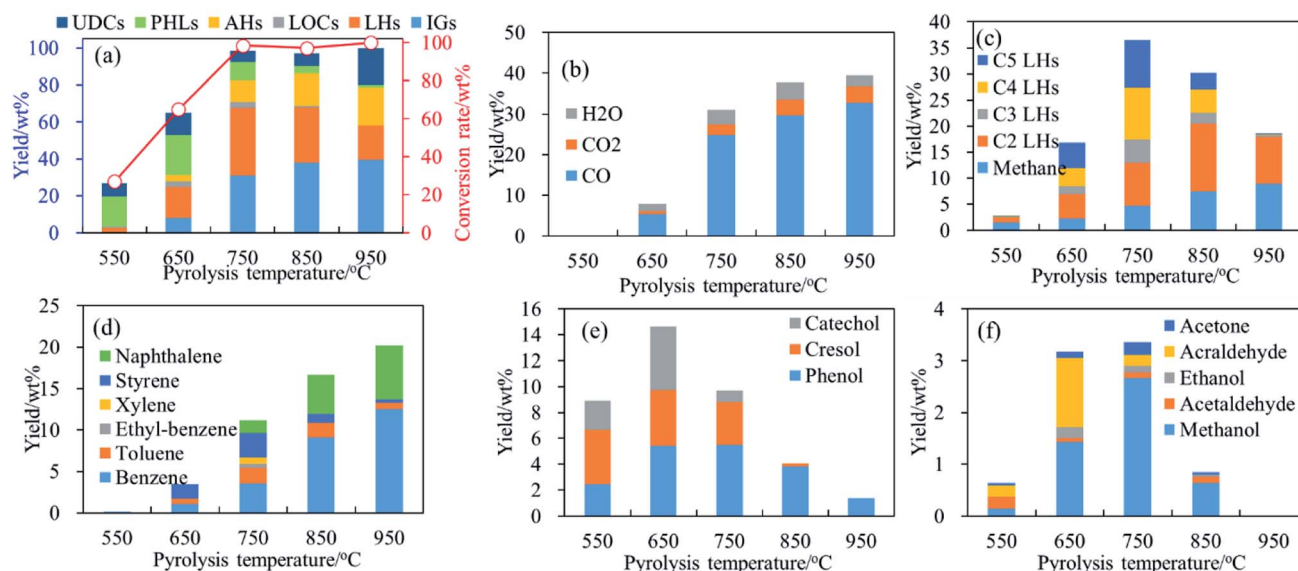 UDCs PHLs AHs LOCs LHs IGs
(a)
Yield/wt%
100
80
60
40
20
0
100
80
60
40
20
0
Conversion rate/wt%
550 650 750 850 950
Pyrolysis temperature/°C
(b)
Yield/wt%
50
40
30
20
10
0
H2O
CO2
CO
550 650 750 850 950
Pyrolysis temperature/°C
(c)
Yield/wt%
40
35
30
25
20
15
10
5
0
C5 LHs
C4 LHs
C3 LHs
C2 LHs
Methane
550 650 750 850 950
Pyrolysis temperature/°C
(d)
Yield/wt%
25
20
15
10
5
0
Naphthalene
Styrene
Xylene
Ethyl-benzene
Toluene
Benzene
550 650 750 850 950
Pyrolysis temperature/°C
(e)
Yield/wt%
16
14
12
10
8
6
4
2
0
Catechol
Cresol
Phenol
550 650 750 850 950
Pyrolysis temperature/°C
(f)
Yield/wt%
4
3
2
1
0
Acetone
Acraldehyde
Ethanol
Acetaldehyde
Methanol
550 650 750 850 950
Pyrolysis temperature/°C